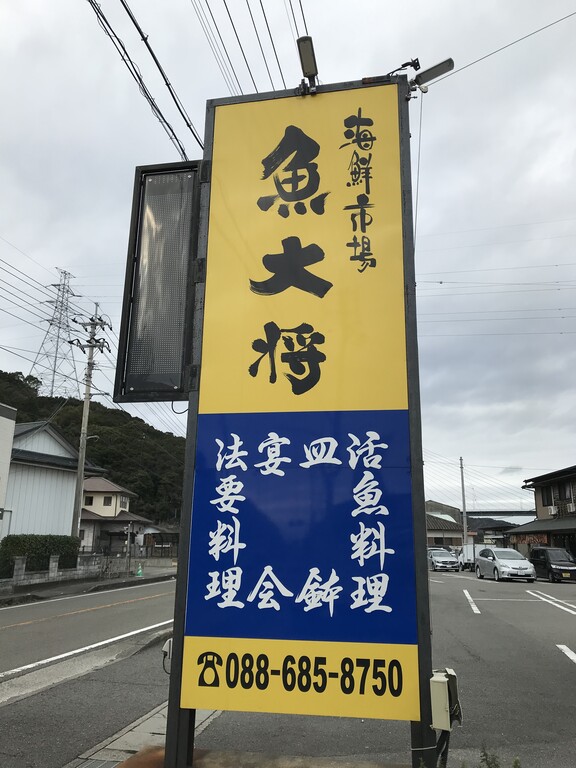 海鮮市場
魚大将
活魚料理
皿鉢
宴会
法要料理
☎088-685-8750